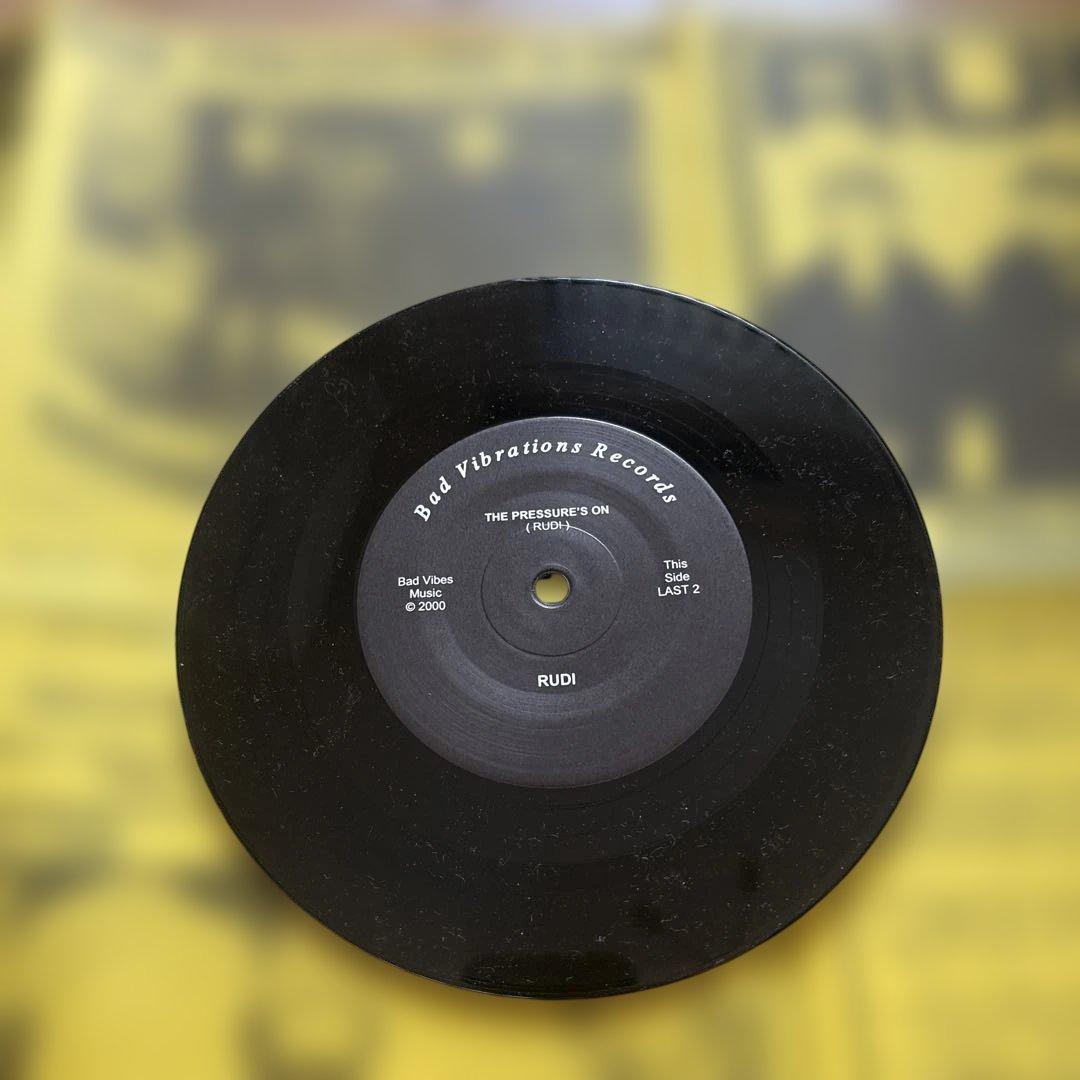 Bad Vibrations Records
THE PRESSURE'S ON
( RUDI )
Bad Vibes
Music
© 2000
This
Side
LAST 2
RUDI